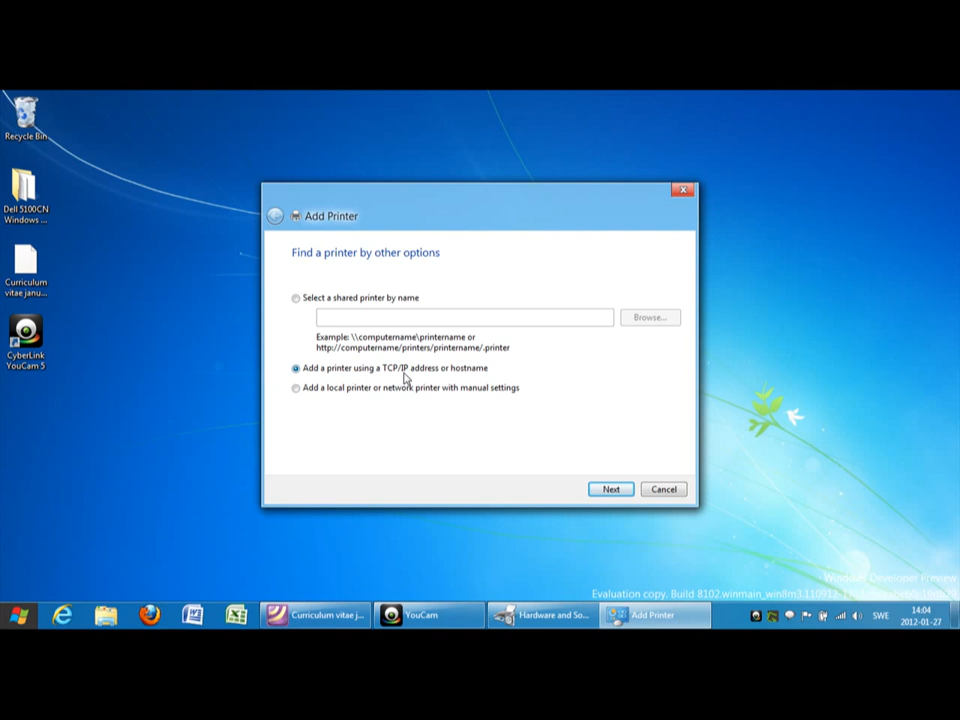 Recycle Bin
Dell 5100CN
Windows ...
Curriculum
vitae janu...
CyberLink
YouCam 5
Add Printer
Find a printer by other options
Select a shared printer by name
Browse...
Example: \\computername\printername or
http://computername/printers/printername/.printer
Add a printer using a TCP/IP address or hostname
Add a local printer or network printer with manual settings
Next
Cancel
Windows Developer Preview
Evaluation copy. Build 8102.winmain_win8m3.110912-
Curriculum vitae j...
YouCam
Hardware and So...
Add Printer
SWE
14:04
2012-01-27